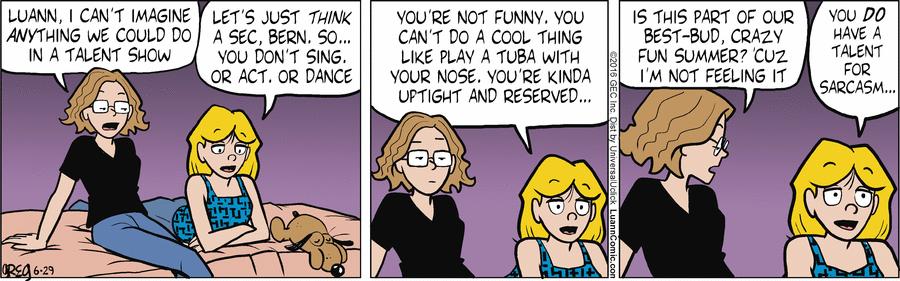 LUANN, I CAN'T IMAGINE
ANYTHING WE COULD DO
IN A TALENT SHOW
LET'S JUST THINK
A SEC, BERN. SO...
YOU DON'T SING.
OR ACT. OR DANCE
GREG 6-29
YOU'RE NOT FUNNY. YOU
CAN'T DO A COOL THING
LIKE PLAY A TUBA WITH
YOUR NOSE. YOU'RE KINDA
UPTIGHT AND RESERVED...
©2016 GEC Inc. Dist by UniversalUclick LuannComic.com
IS THIS PART OF OUR
BEST-BUD, CRAZY
FUN SUMMER? 'CUZ
I'M NOT FEELING IT
YOU DO
HAVE A
TALENT
FOR
SARCASM...